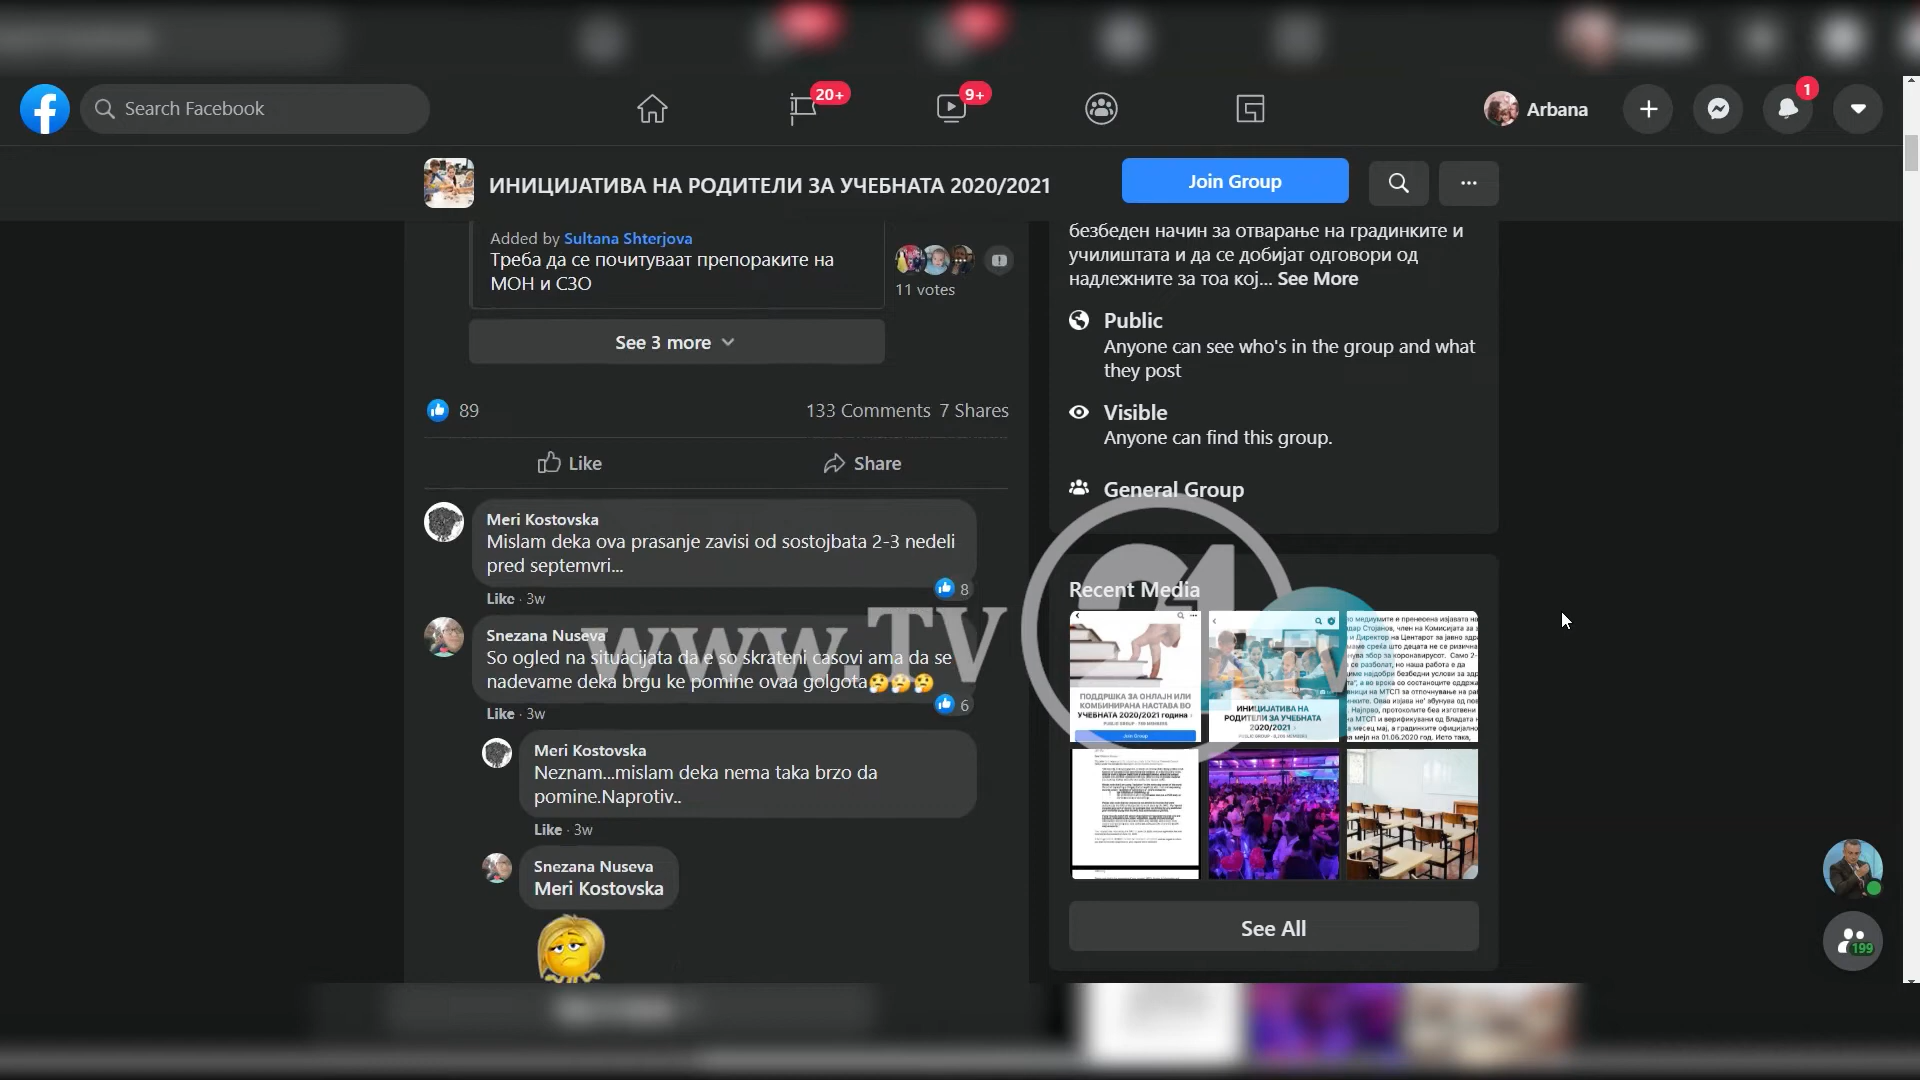 Search Facebook
20+
9+
Arbana
1
ИНИЦИЈАТИВА НА РОДИТЕЛИ ЗА УЧЕБНАТА 2020/2021
Join Group
Added by Sultana Shterjova
Треба да се почитуваат препораките на
МОН и СЗО
11 votes
See 3 more
89
133 Comments 7 Shares
Like
Share
Meri Kostovska
Mislam deka ova prasanje zavisi od sostojbata 2-3 nedeli
pred septemvri...
8
Like · 3w
Snezana Nuseva
So ogled na situacijata da e so skrateni casovi ama da se
nadevame deka brgu ke pomine ovaa golgota
6
Like · 3w
Meri Kostovska
Neznam...mislam deka nema taka brzo da
pomine.Naprotiv..
Like · 3w
Snezana Nuseva
Meri Kostovska
безбеден начин за отварање на градинките и
училиштата и да се добијат одговори од
надлежните за тоа кој... See More
Public
Anyone can see who's in the group and what
they post
Visible
Anyone can find this group.
General Group
Recent Media
ПОДДРШКА ЗА ОНЛАЈН ИЛИ
КОМБИНИРАНА НАСТАВА ВО
УЧЕБНАТА 2020/2021 година
Join Group
ИНИЦИЈАТИВА НА
РОДИТЕЛИ ЗА УЧЕБНАТА
2020/2021
See All
199
www.TV
21